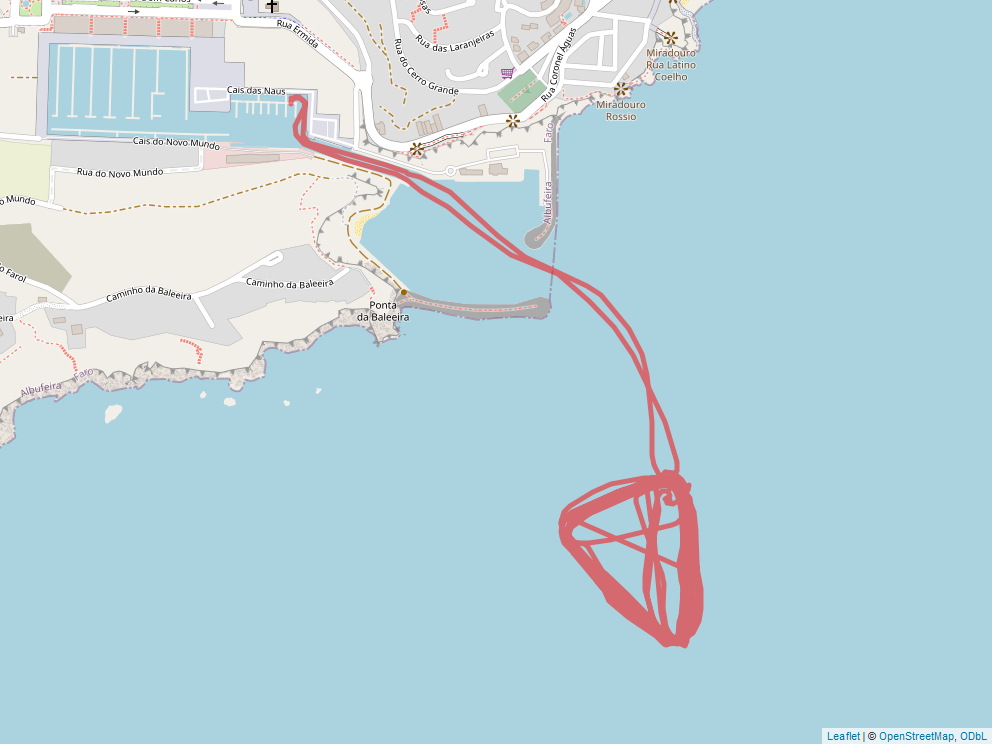 Rua Ermida
Rua das Laranjeiras
Rua do Cerro Grande
Rua Coronel Águas
Miradouro
Rua Latino
Coelho
Miradouro
Rossio
Cais das Naus
Cais do Novo Mundo
Rua do Novo Mundo
o Mundo
Faro
Albufeira
o Farol
Caminho da Baleeira
Caminho da Baleeira
eira
Ponta
da Baleeira
Albufeira
Faro
Leaflet | © OpenStreetMap, ODbL